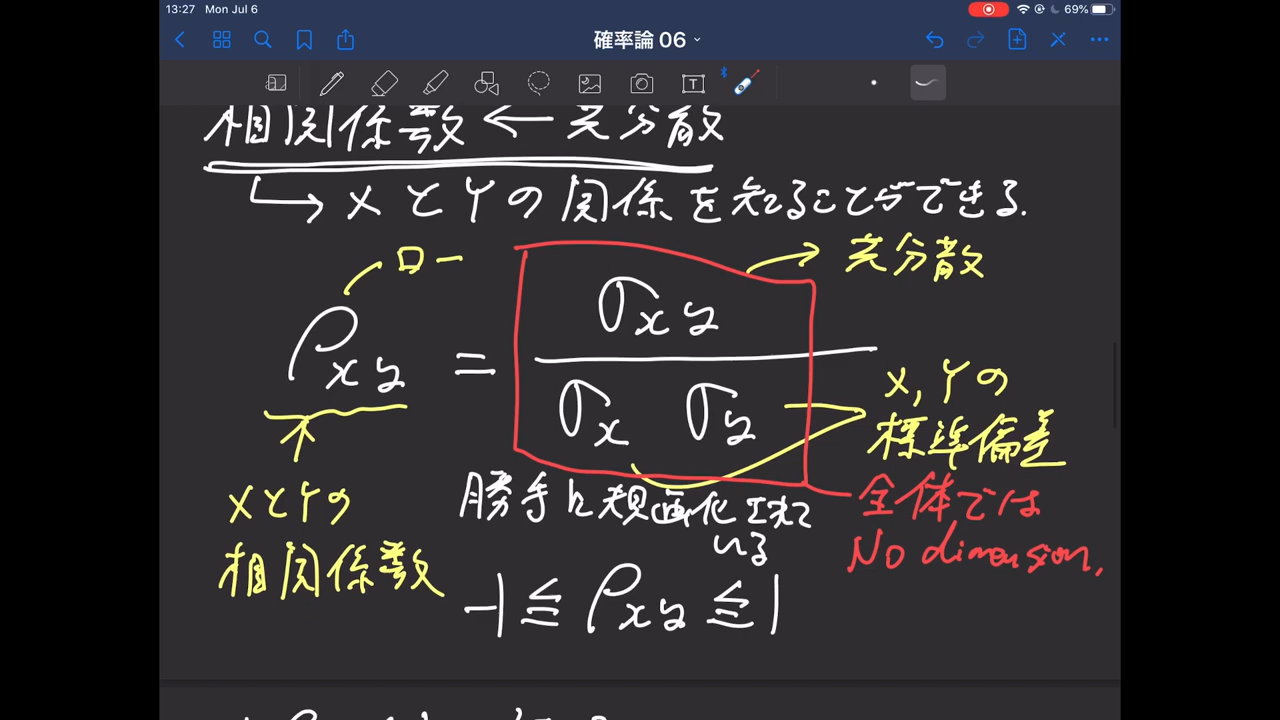 13:27 Mon Jul 6
69%
確率論 06
T
相関係数 ← 共分散
↳ XとYの関係を知ることができる.
ロー
共分散
ρxy = σxy / σx σy
X, Yの
標準偏差
XとYの
相関係数
勝手に規画化されて
いる
全体では
No dimension.
-1 ≦ ρxy ≦ 1